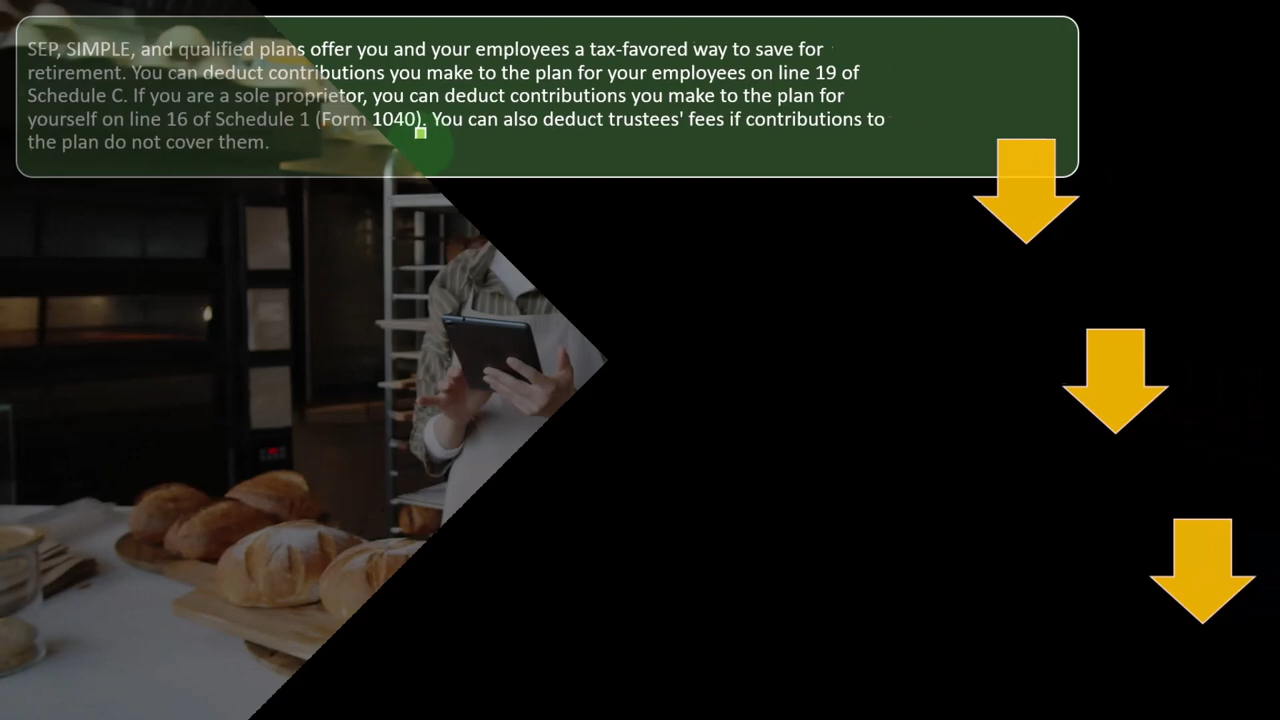 SEP, SIMPLE, and qualified plans offer you and your employees a tax-favored way to save for
retirement. You can deduct contributions you make to the plan for your employees on line 19 of
Schedule C. If you are a sole proprietor, you can deduct contributions you make to the plan for
yourself on line 16 of Schedule 1 (Form 1040). You can also deduct trustees' fees if contributions to
the plan do not cover them.